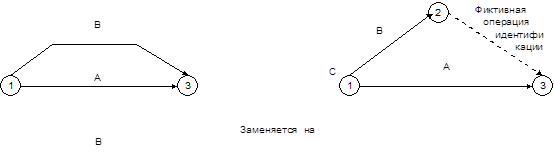 B
A
1
3
B
Заменяется на
2
Фиктивная
операция
идентифи
кации
B
C
A
1
3